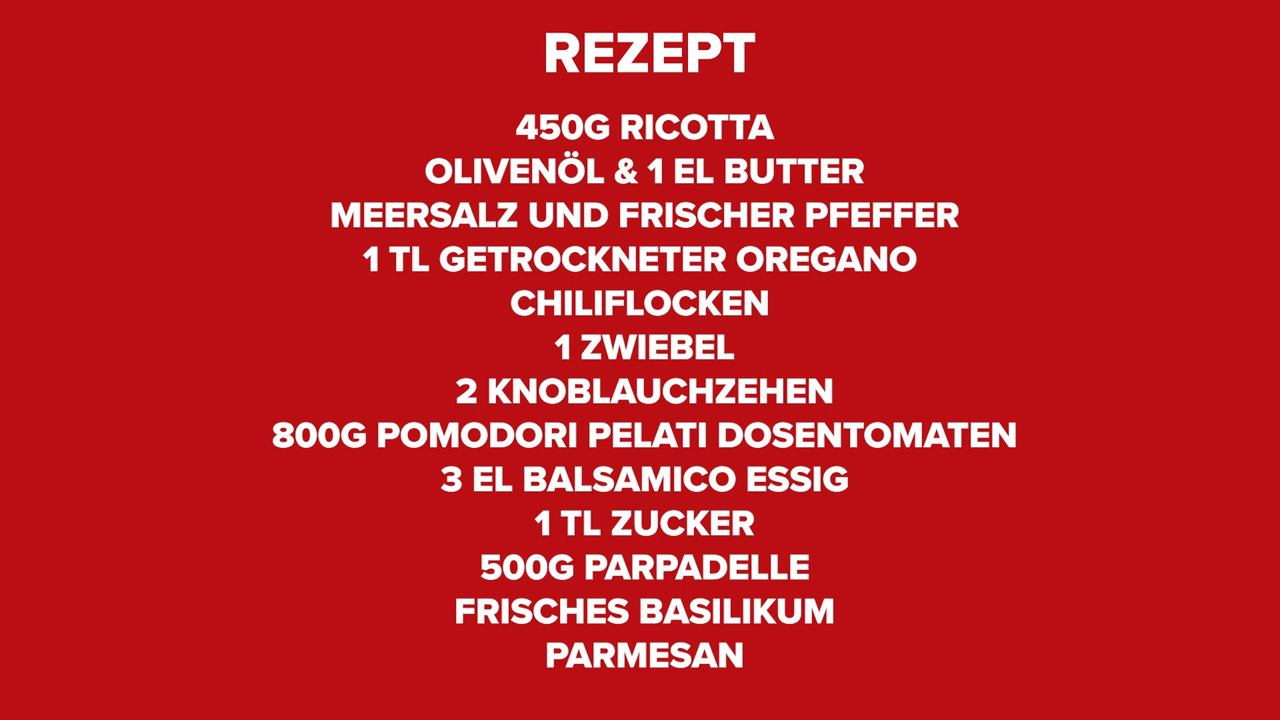 REZEPT
450G RICOTTA
OLIVENÖL & 1 EL BUTTER
MEERSALZ UND FRISCHER PFEFFER
1 TL GETROCKNETER OREGANO
CHILIFLOCKEN
1 ZWIEBEL
2 KNOBLAUCHZEHEN
800G POMODORI PELATI DOSENTOMATEN
3 EL BALSAMICO ESSIG
1 TL ZUCKER
500G PARPADELLE
FRISCHES BASILIKUM
PARMESAN